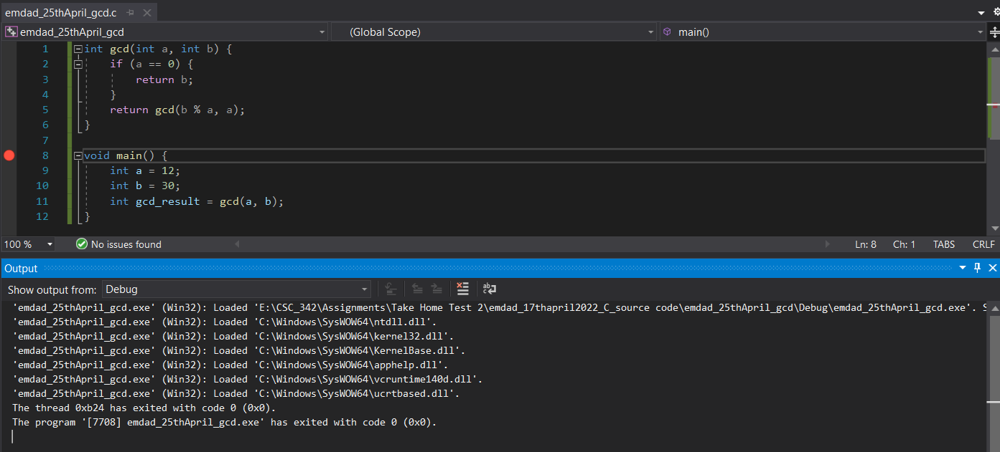 emdad_25thApril_gcd.c
emdad_25thApril_gcd (Global Scope) main()
1 int gcd(int a, int b) {
2 if (a == 0) {
3 return b;
4 }
5 return gcd(b % a, a);
6 }
7
8 void main() {
9 int a = 12;
10 int b = 30;
11 int gcd_result = gcd(a, b);
12 }
100 % No issues found Ln: 8 Ch: 1 TABS CRLF
Output
Show output from: Debug
'emdad_25thApril_gcd.exe' (Win32): Loaded 'E:\CSC_342\Assignments\Take Home Test 2\emdad_17thapril2022_C_source code\emdad_25thApril_gcd\Debug\emdad_25thApril_gcd.exe'. S
'emdad_25thApril_gcd.exe' (Win32): Loaded 'C:\Windows\SysWOW64\ntdll.dll'.
'emdad_25thApril_gcd.exe' (Win32): Loaded 'C:\Windows\SysWOW64\kernel32.dll'.
'emdad_25thApril_gcd.exe' (Win32): Loaded 'C:\Windows\SysWOW64\KernelBase.dll'.
'emdad_25thApril_gcd.exe' (Win32): Loaded 'C:\Windows\SysWOW64\apphelp.dll'.
'emdad_25thApril_gcd.exe' (Win32): Loaded 'C:\Windows\SysWOW64\vcruntime140d.dll'.
'emdad_25thApril_gcd.exe' (Win32): Loaded 'C:\Windows\SysWOW64\ucrtbased.dll'.
The thread 0xb24 has exited with code 0 (0x0).
The program '[7708] emdad_25thApril_gcd.exe' has exited with code 0 (0x0).